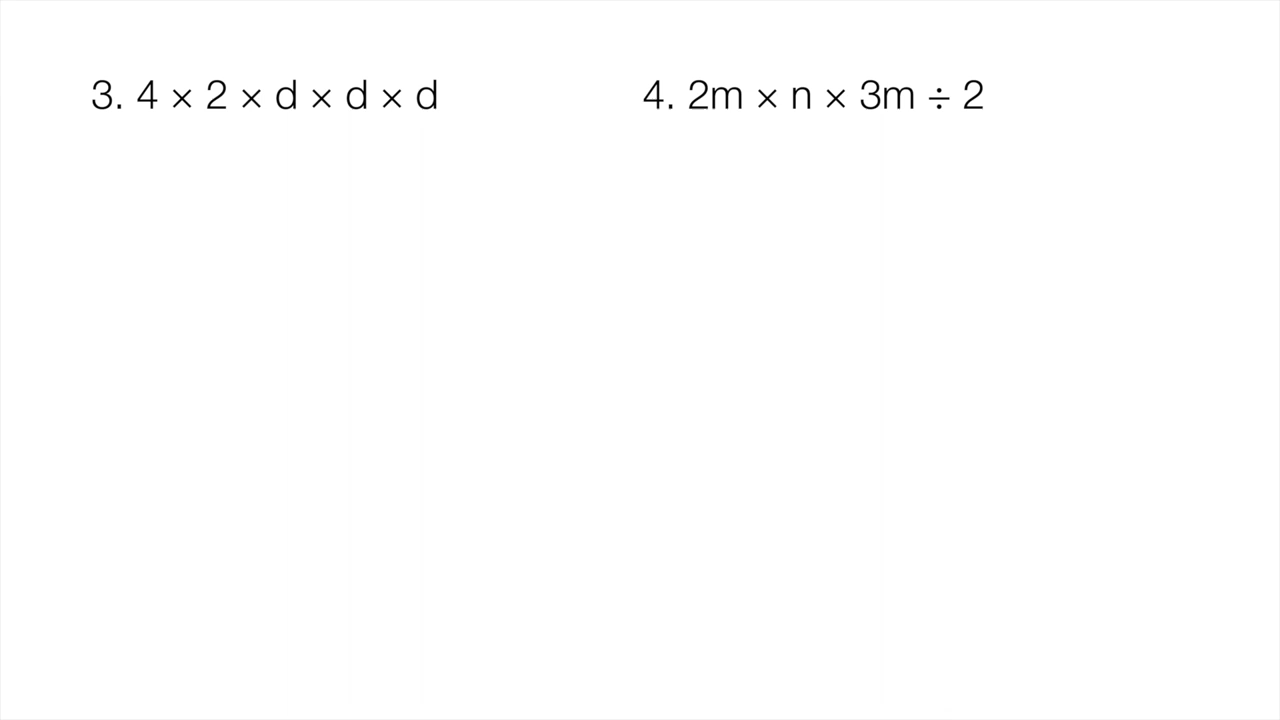 3. 4 × 2 × d × d × d
4. 2m × n × 3m ÷ 2